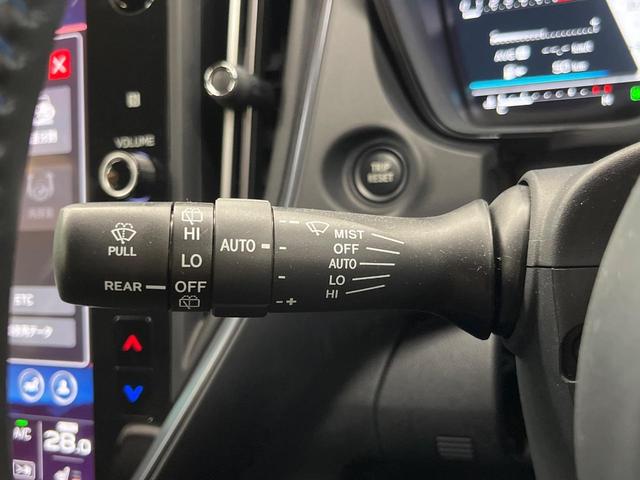 VOLUME
TRIP
RESET
PULL
REAR
HI
LO
OFF
AUTO
MIST
OFF
AUTO
LO
HI
ETC
A/C
28.0